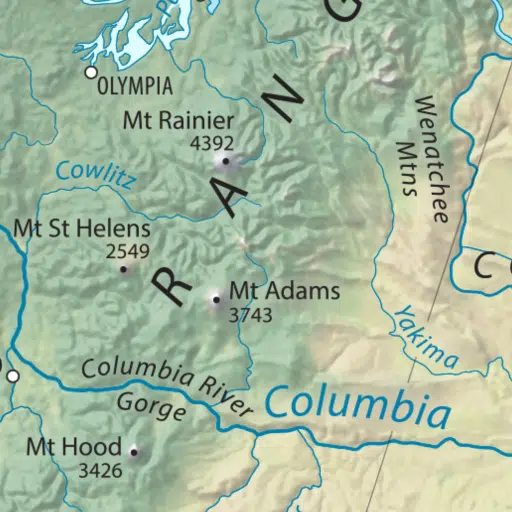 G
OLYMPIA
N
Mt Rainier
4392
Wenatchee
Mtns
Cowlitz
A
Mt St Helens
2549
R
Mt Adams
3743
C
Yakima
Columbia River
Gorge
Columbia
Mt Hood
3426